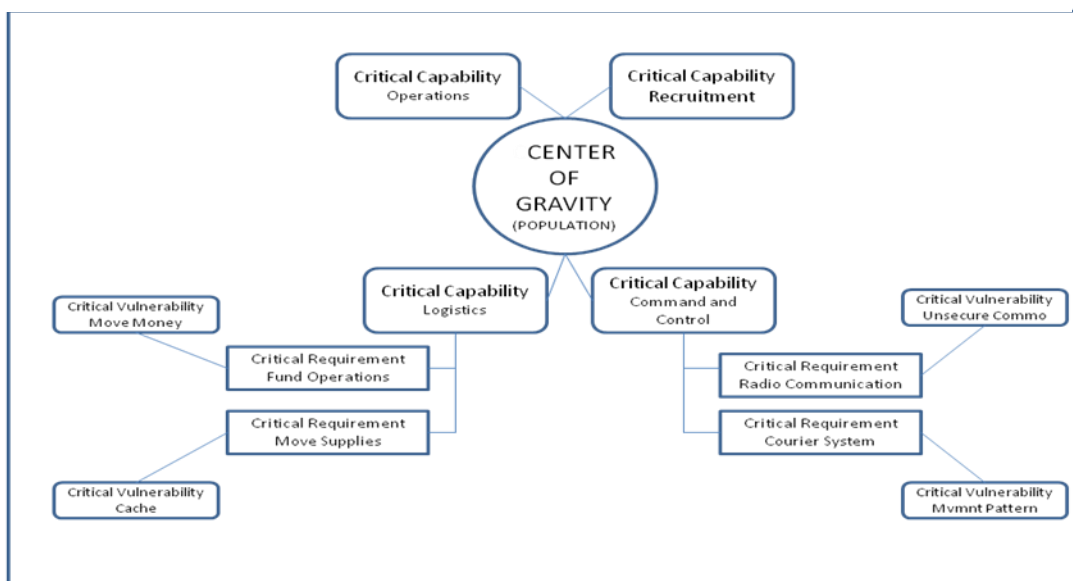 Critical Capability
Operations
Critical Capability
Recruitment
CENTER
OF
GRAVITY
(POPULATION)
Critical Capability
Logistics
Critical Capability
Command and
Control
Critical Vulnerability
Move Money
Critical Vulnerability
Unsecure Commo
Critical Requirement
Fund Operations
Critical Requirement
Radio Communication
Critical Requirement
Move Supplies
Critical Requirement
Courier System
Critical Vulnerability
Cache
Critical Vulnerability
Mvmnt Pattern